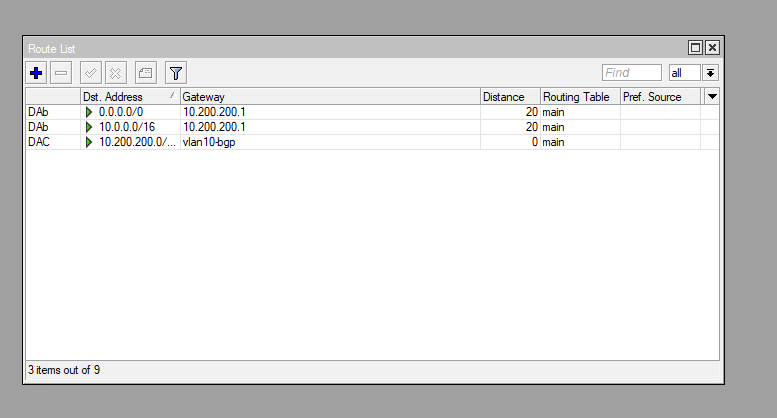 Route List
Find all
Dst. Address Gateway Distance Routing Table Pref. Source
DAb 0.0.0.0/0 10.200.200.1 20 main
DAb 10.0.0.0/16 10.200.200.1 20 main
DAC 10.200.200.0/... vlan10-bgp 0 main
3 items out of 9